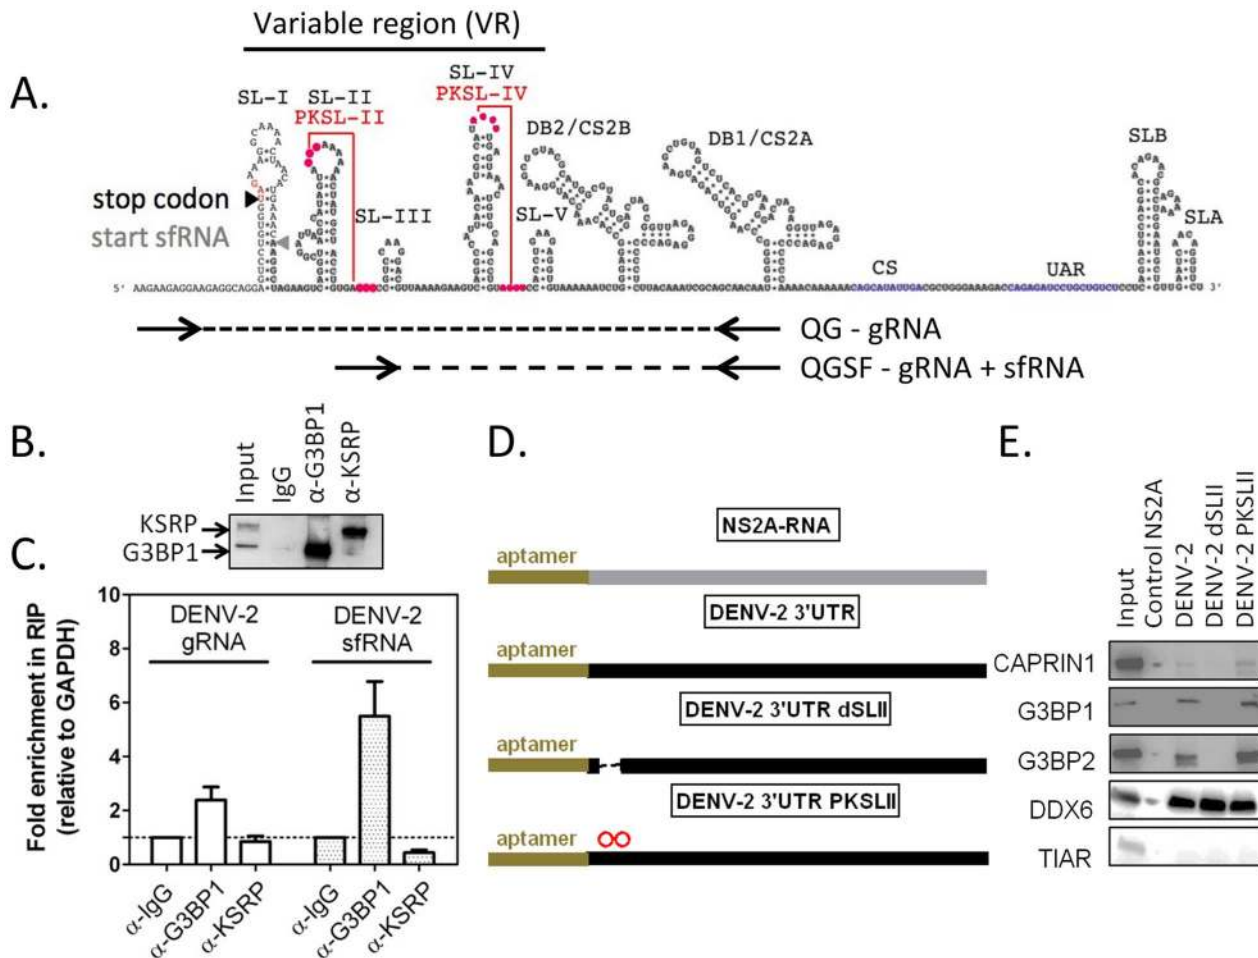 Variable region (VR)
A.
SL-I
SL-II
PKSL-II
SL-III
SL-IV
PKSL-IV
SL-V
DB2/CS2B
DB1/CS2A
SLB
SLA
stop codon
start sfRNA
CS
UAR
5'
3'
QG - gRNA
QGSF - gRNA + sfRNA
B.
Input
IgG
α-G3BP1
α-KSRP
KSRP
G3BP1
C.
Fold enrichment in RIP
(relative to GAPDH)
10
8
6
4
2
0
DENV-2
gRNA
DENV-2
sfRNA
α-IgG
α-G3BP1
α-KSRP
α-IgG
α-G3BP1
α-KSRP
D.
NS2A-RNA
aptamer
DENV-2 3'UTR
aptamer
DENV-2 3'UTR dSLII
aptamer
DENV-2 3'UTR PKSLII
aptamer
E.
Input
Control NS2A
DENV-2
DENV-2 dSLII
DENV-2 PKSLII
CAPRIN1
G3BP1
G3BP2
DDX6
TIAR